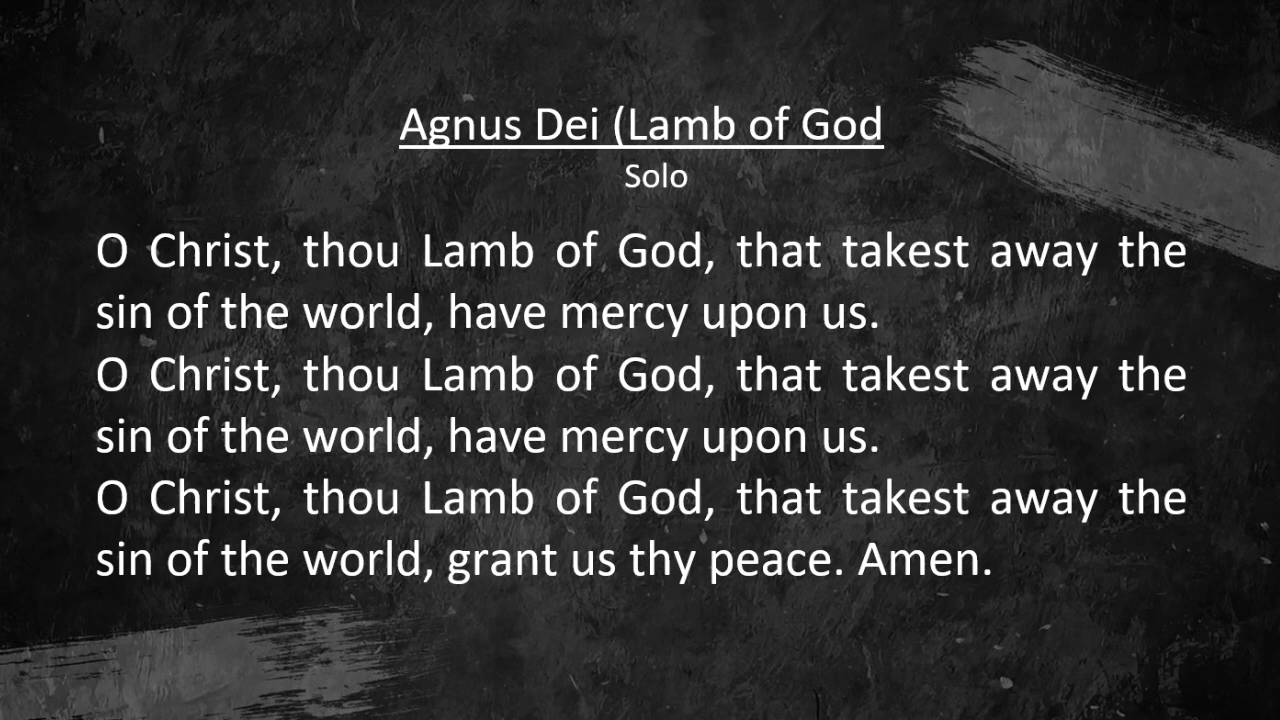 Agnus Dei (Lamb of God
Solo
O Christ, thou Lamb of God, that takest away the
sin of the world, have mercy upon us.
O Christ, thou Lamb of God, that takest away the
sin of the world, have mercy upon us.
O Christ, thou Lamb of God, that takest away the
sin of the world, grant us thy peace. Amen.